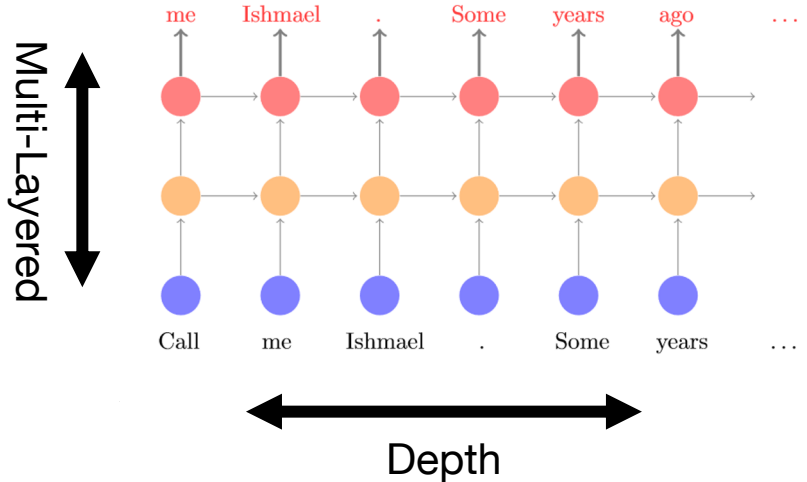 me Ishmael . Some years ago ...
Multi-Layered
Call me Ishmael . Some years ...
Depth